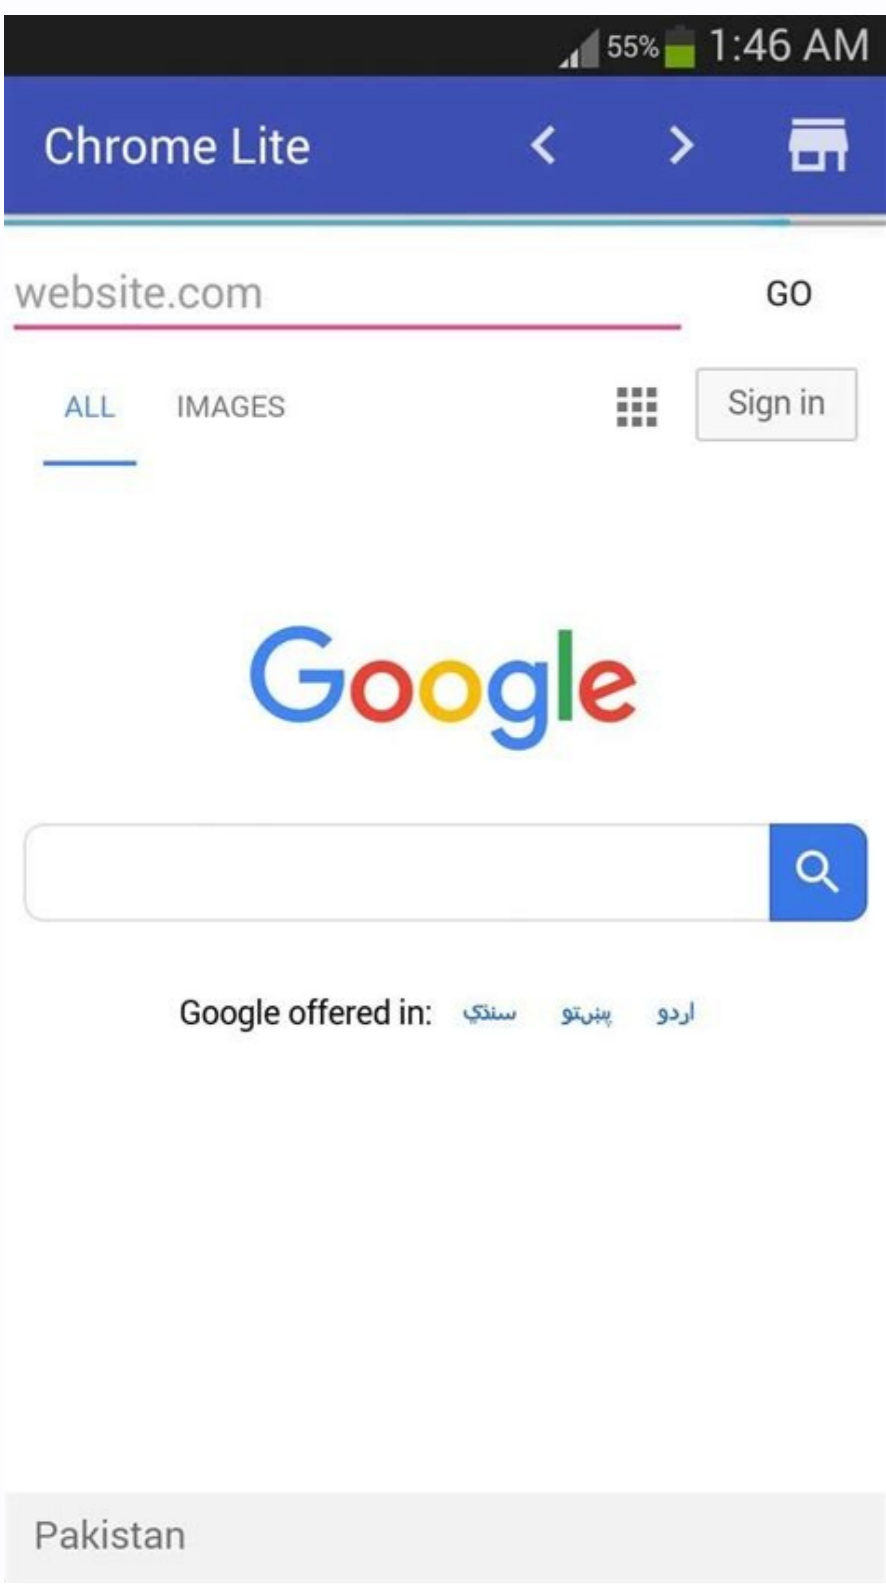 55% 1:46 AM
Chrome Lite
website.com GO
ALL IMAGES Sign in
Google
Google offered in: سنڌي پښتو اردو
Pakistan